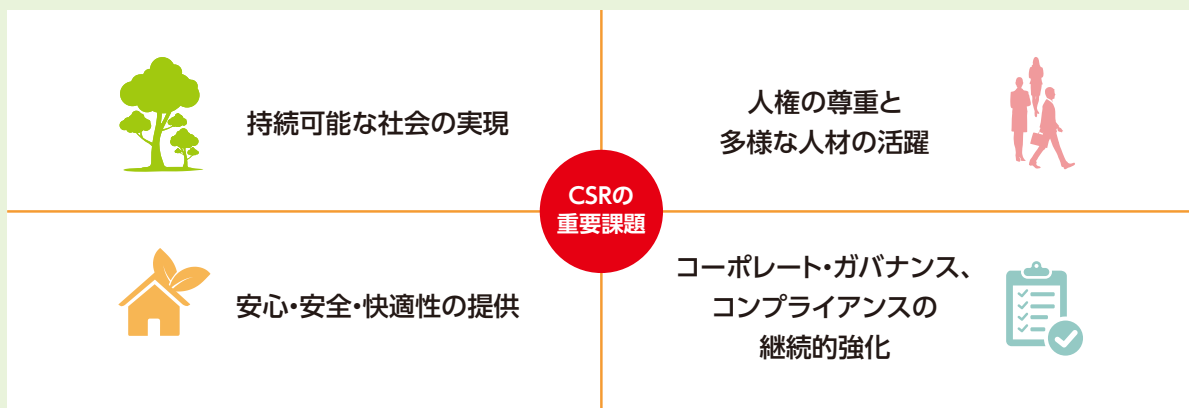 持続可能な社会の実現
人権の尊重と
多様な人材の活躍
CSRの
重要課題
安心・安全・快適性の提供
コーポレート・ガバナンス、
コンプライアンスの
継続的強化